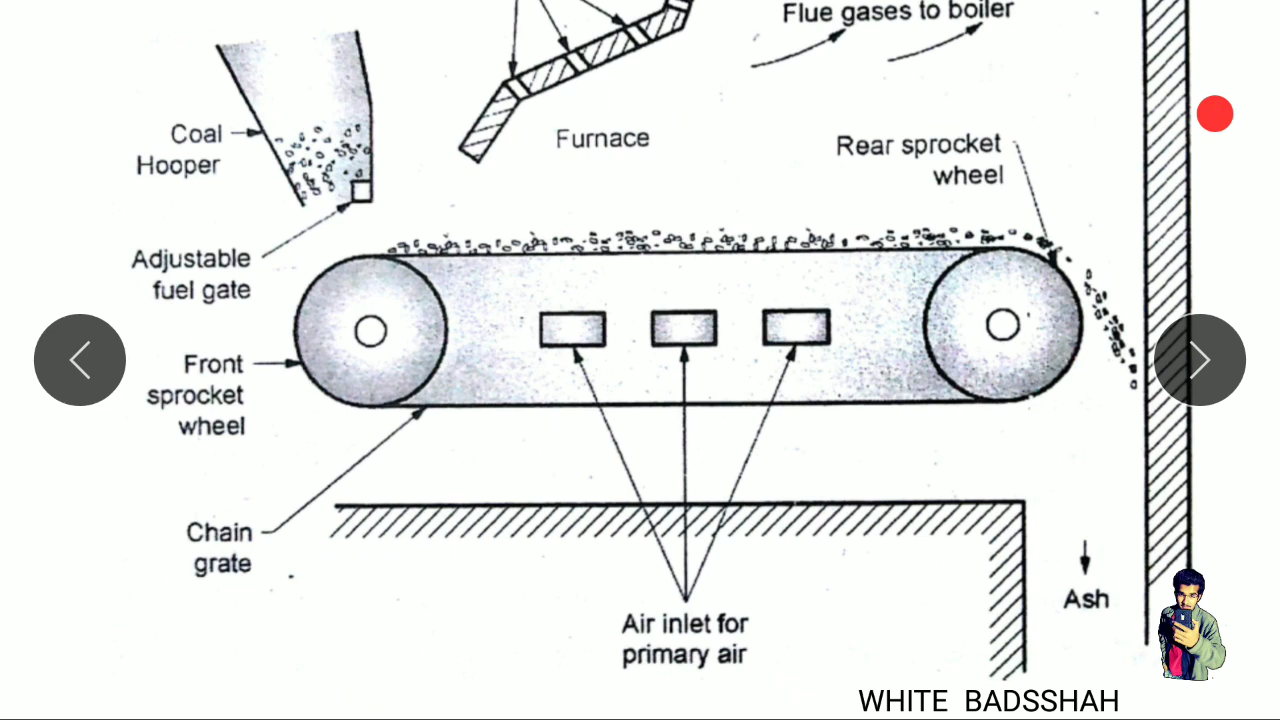 Flue gases to boiler
Coal
Hooper
Furnace
Rear sprocket
wheel
Adjustable
fuel gate
Front
sprocket
wheel
Chain
grate
Air inlet for
primary air
Ash
WHITE BADSSHAH